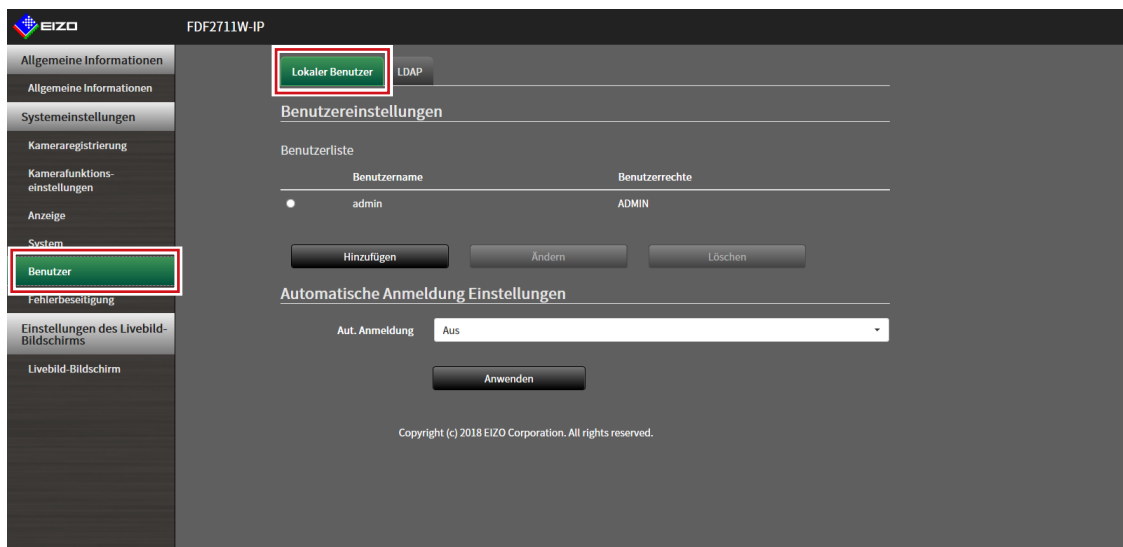 EIZO
FDF2711W-IP
Allgemeine Informationen
Allgemeine Informationen
Systemeinstellungen
Kameraregistrierung
Kamerafunktions-
einstellungen
Anzeige
System
Benutzer
Fehlerbeseitigung
Einstellungen des Livebild-
Bildschirms
Livebild-Bildschirm
Lokaler Benutzer LDAP
Benutzereinstellungen
Benutzerliste
Benutzername Benutzerrechte
admin ADMIN
Hinzufügen Ändern Löschen
Automatische Anmeldung Einstellungen
Aut. Anmeldung Aus
Anwenden
Copyright (c) 2018 EIZO Corporation. All rights reserved.